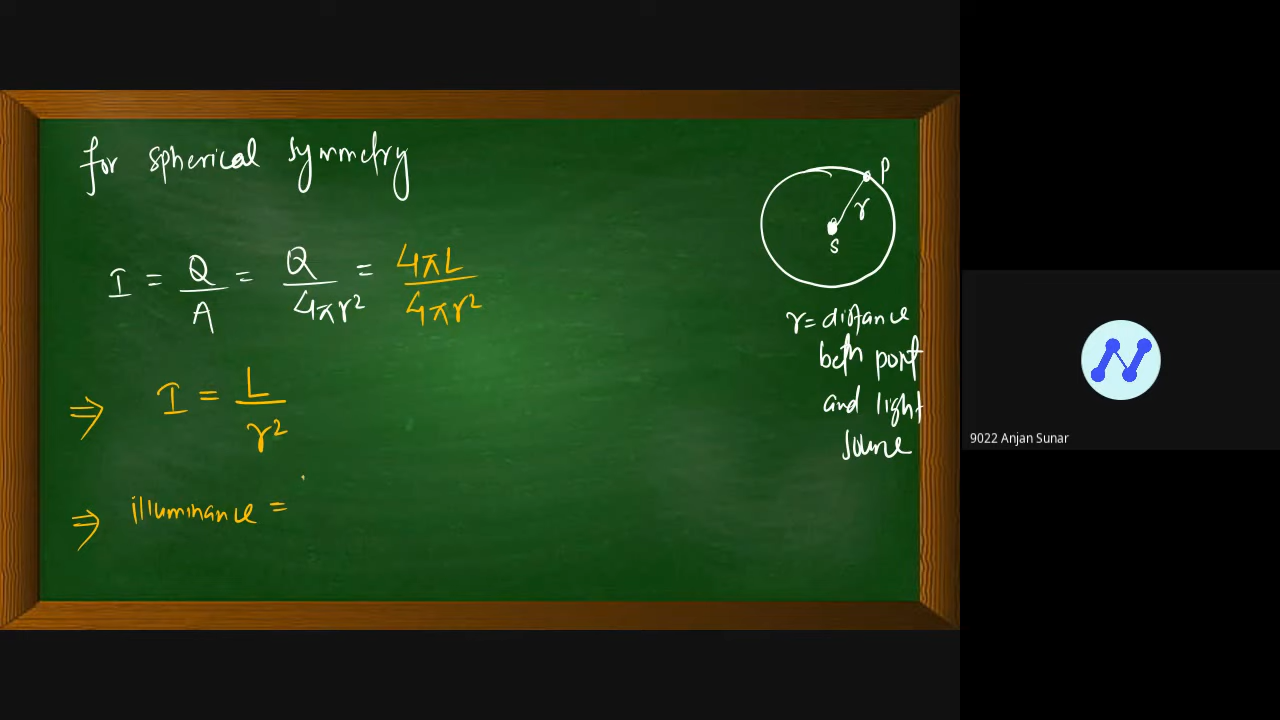 for spherical symmetry
I = Q/A = Q/4πr² = 4πL/4πr²
⇒ I = L/r²
⇒ illuminance =
P
r
S
r = distance
betn point
and light
source
9022 Anjan Sunar